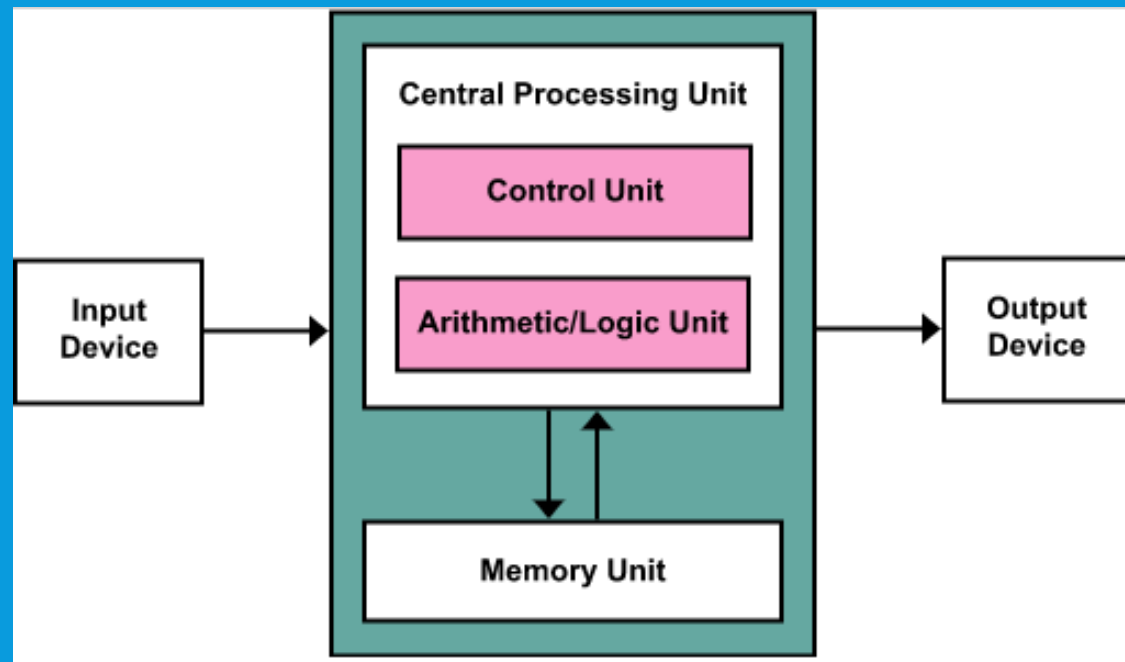 Central Processing Unit
Control Unit
Arithmetic/Logic Unit
Input
Device
Output
Device
Memory Unit